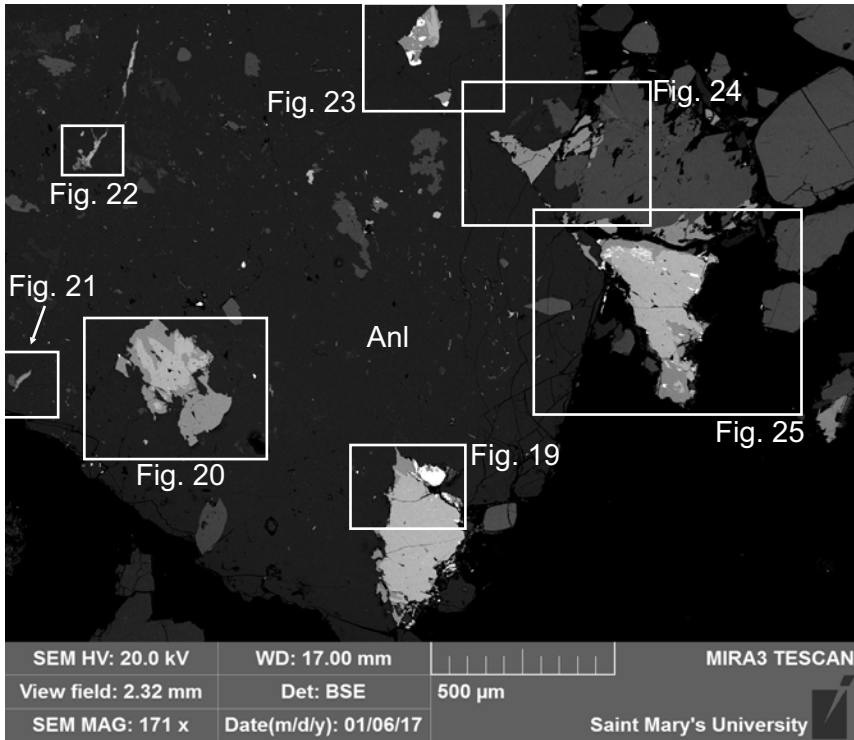 Fig. 23
Fig. 24
Fig. 22
Fig. 21
Anl
Fig. 19
Fig. 25
Fig. 20
SEM HV: 20.0 kV WD: 17.00 mm MIRA3 TESCAN
View field: 2.32 mm Det: BSE 500 µm
SEM MAG: 171 x Date(m/d/y): 01/06/17 Saint Mary's University